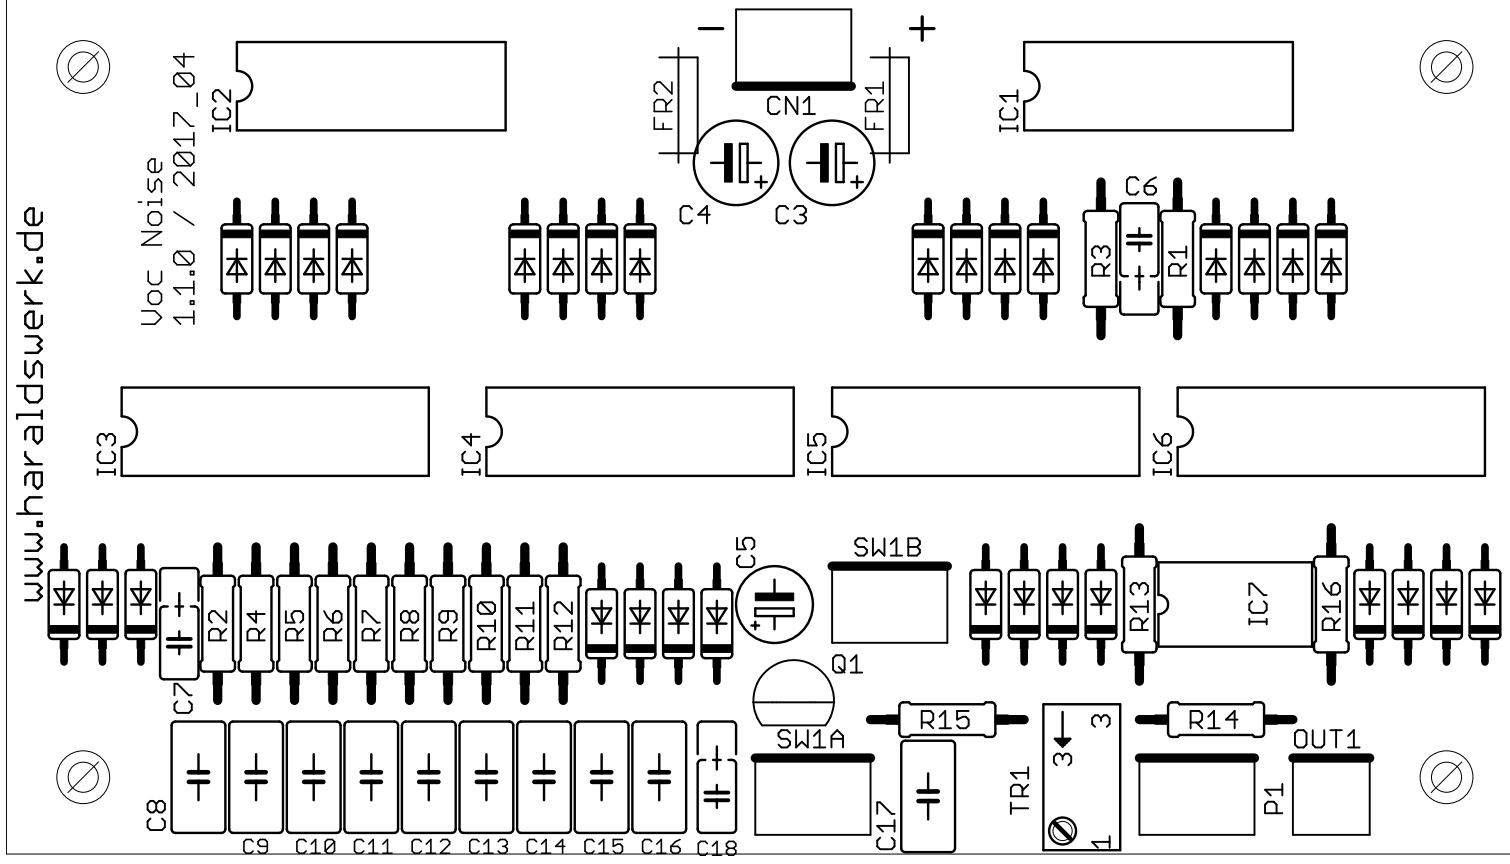 www.haraldswerk.de
Voc Noise
1.1.0 / 2017_04
IC2
FR2
-
+
CN1
FR1
IC1
C4
+
C3
+
R3
C6
R1
IC3
IC4
IC5
IC6
C7
R2
R4
R5
R6
R7
R8
R9
R10
R11
R12
C5
+
SW1B
Q1
R13
IC7
R16
C8
C9
C10
C11
C12
C13
C14
C15
C16
C18
SW1A
C17
R15
TR1
3
3
1
R14
P1
OUT1